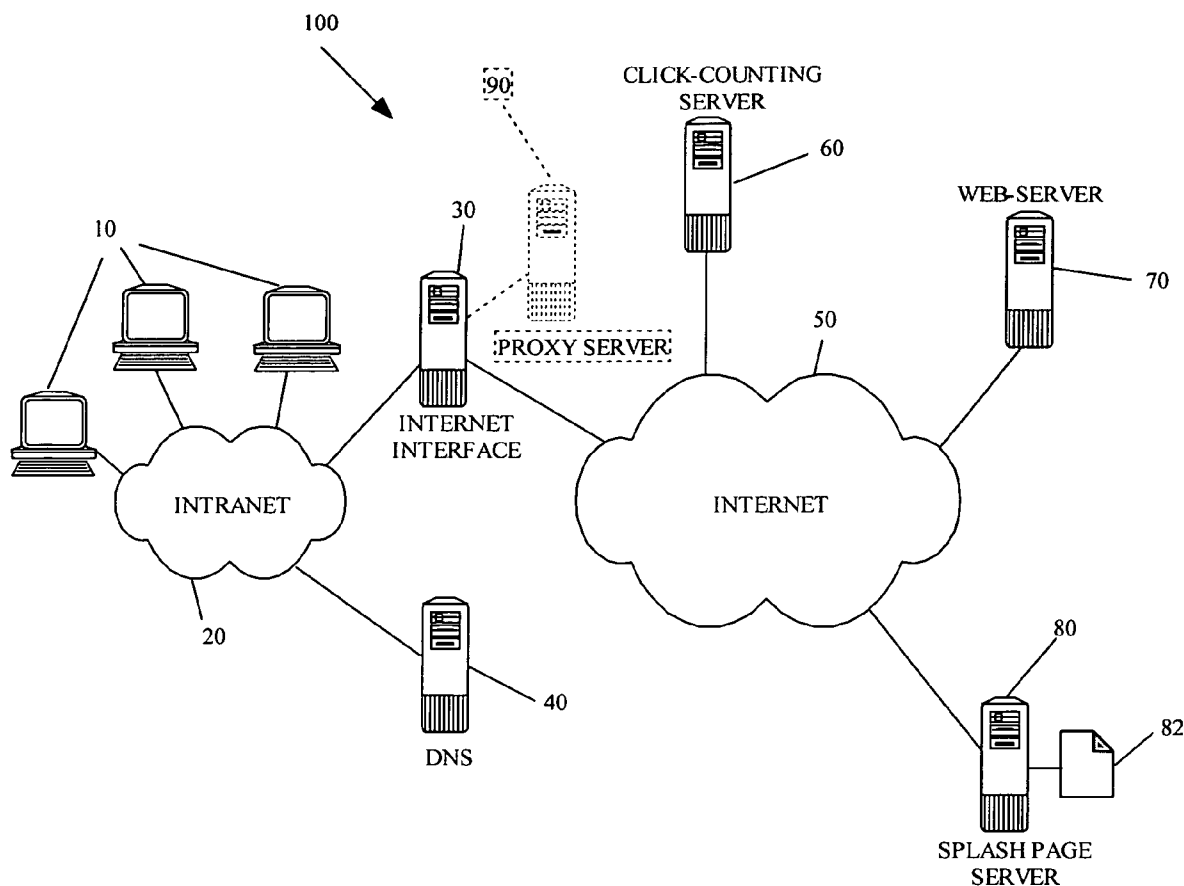 100
90
CLICK-COUNTING
SERVER
60
WEB-SERVER
10
30
70
50
PROXY SERVER
INTERNET
INTERFACE
INTRANET
INTERNET
20
80
40
82
DNS
SPLASH PAGE
SERVER